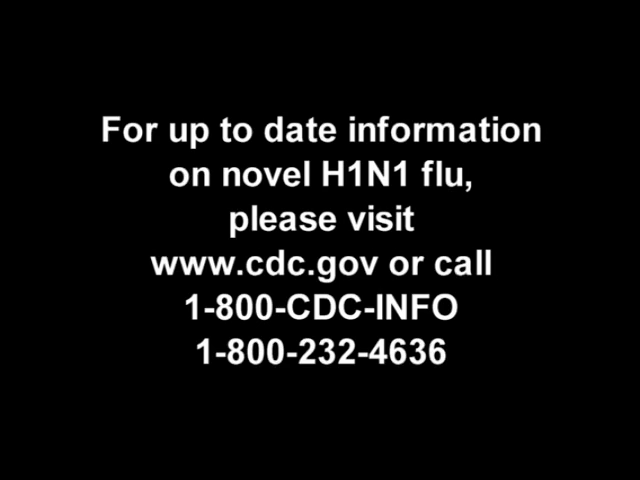 For up to date information
on novel H1N1 flu,
please visit
www.cdc.gov or call
1-800-CDC-INFO
1-800-232-4636